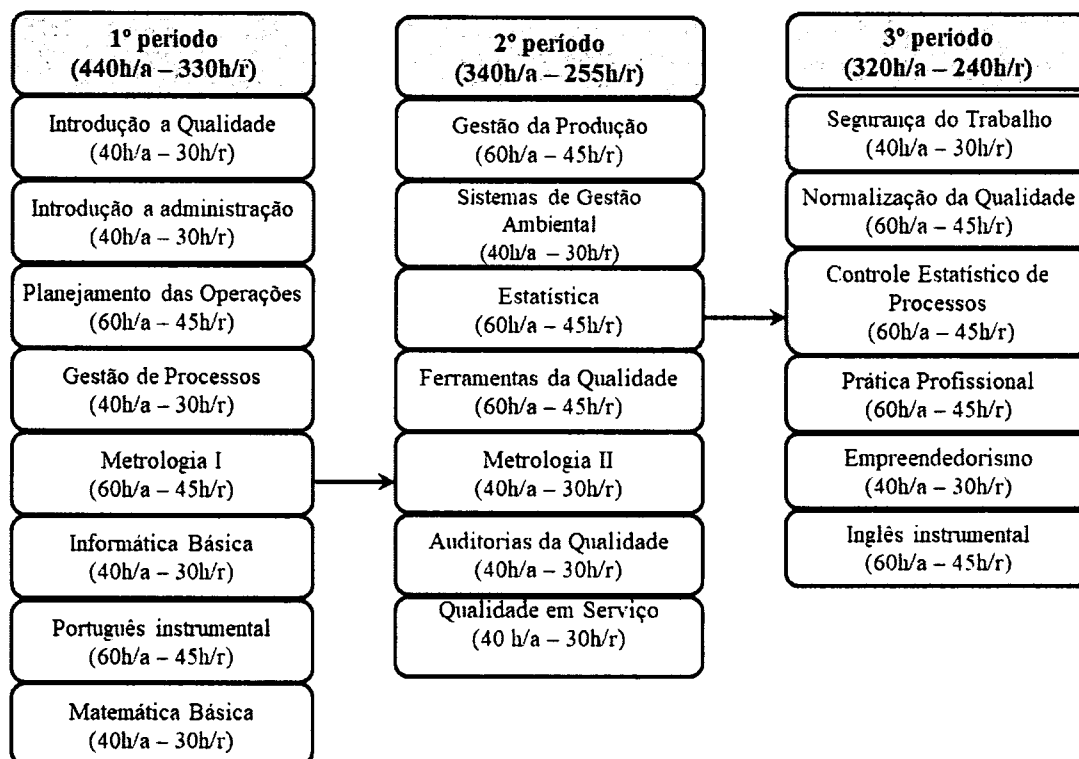 1º período
(440h/a – 330h/r)
Introdução a Qualidade
(40h/a – 30h/r)
Introdução a administração
(40h/a – 30h/r)
Planejamento das Operações
(60h/a – 45h/r)
Gestão de Processos
(40h/a – 30h/r)
Metrologia I
(60h/a – 45h/r)
Informática Básica
(40h/a – 30h/r)
Português instrumental
(60h/a – 45h/r)
Matemática Básica
(40h/a – 30h/r)
2º período
(340h/a – 255h/r)
Gestão da Produção
(60h/a – 45h/r)
Sistemas de Gestão
Ambiental
(40h/a – 30h/r)
Estatística
(60h/a – 45h/r)
Ferramentas da Qualidade
(60h/a – 45h/r)
Metrologia II
(40h/a – 30h/r)
Auditorias da Qualidade
(40h/a – 30h/r)
Qualidade em Serviço
(40 h/a – 30h/r)
3º período
(320h/a – 240h/r)
Segurança do Trabalho
(40h/a – 30h/r)
Normalização da Qualidade
(60h/a – 45h/r)
Controle Estatístico de
Processos
(60h/a – 45h/r)
Prática Profissional
(60h/a – 45h/r)
Empreendedorismo
(40h/a – 30h/r)
Inglês instrumental
(60h/a – 45h/r)